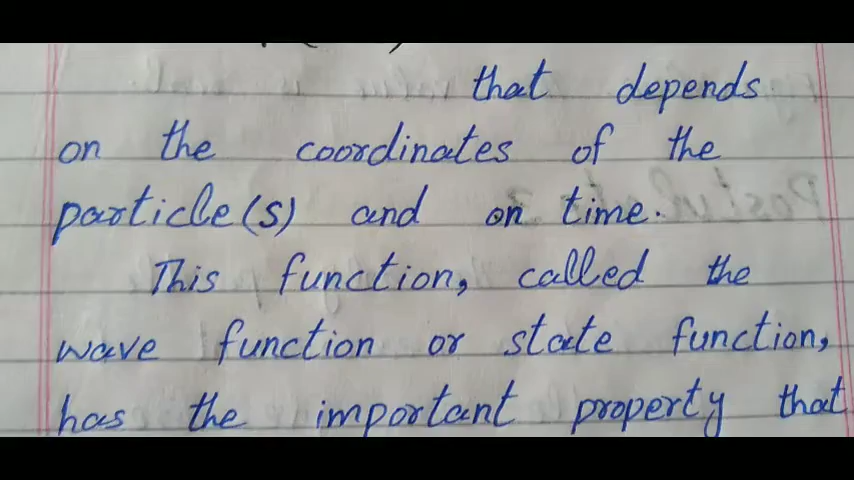 that depends
on the coordinates of the
particle(s) and on time.
This function, called the
wave function or state function,
has the important property that